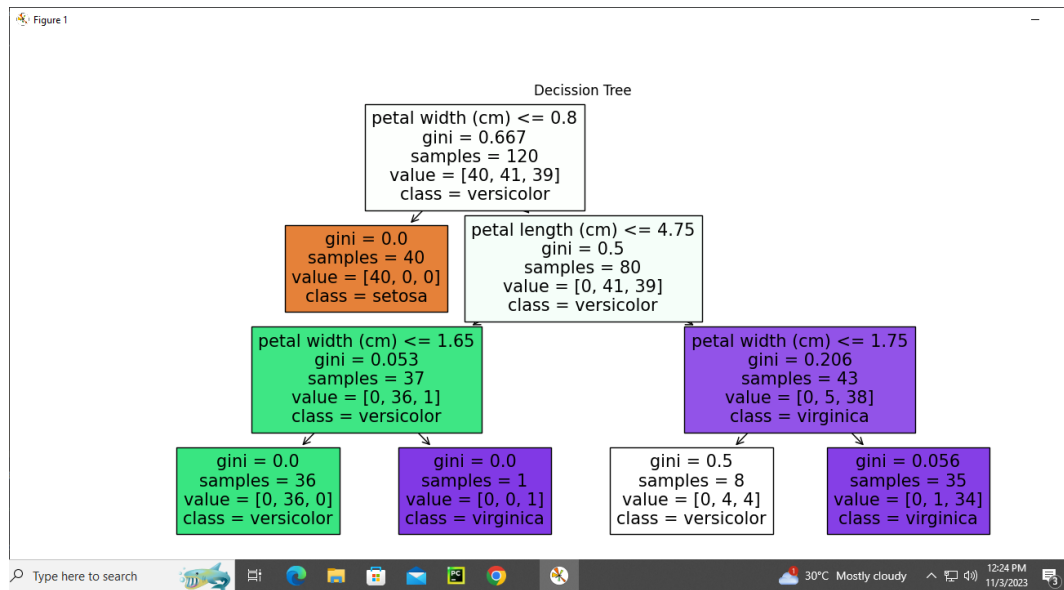 Figure 1
Decission Tree
petal width (cm) <= 0.8
gini = 0.667
samples = 120
value = [40, 41, 39]
class = versicolor
gini = 0.0
samples = 40
value = [40, 0, 0]
class = setosa
petal length (cm) <= 4.75
gini = 0.5
samples = 80
value = [0, 41, 39]
class = versicolor
petal width (cm) <= 1.65
gini = 0.053
samples = 37
value = [0, 36, 1]
class = versicolor
petal width (cm) <= 1.75
gini = 0.206
samples = 43
value = [0, 5, 38]
class = virginica
gini = 0.0
samples = 36
value = [0, 36, 0]
class = versicolor
gini = 0.0
samples = 1
value = [0, 0, 1]
class = virginica
gini = 0.5
samples = 8
value = [0, 4, 4]
class = versicolor
gini = 0.056
samples = 35
value = [0, 1, 34]
class = virginica
Type here to search
PC
1
30°C Mostly cloudy
12:24 PM
11/3/2023
3